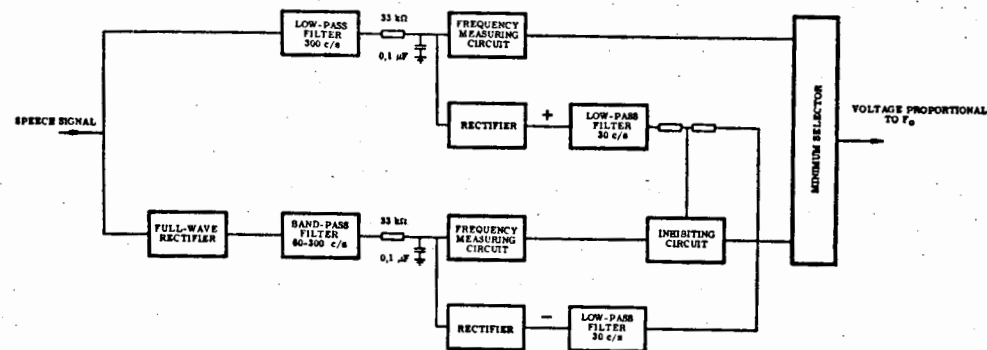 LOW-PASS
FILTER
300 c/s
33 kΩ
0,1 µF
FREQUENCY
MEASURING
CIRCUIT
SPEECH SIGNAL
RECTIFIER
+
LOW-PASS
FILTER
30 c/s
MINIMUM SELECTOR
VOLTAGE PROPORTIONAL
TO F₀
FULL-WAVE
RECTIFIER
BAND-PASS
FILTER
60-300 c/s
33 kΩ
0,1 µF
FREQUENCY
MEASURING
CIRCUIT
INHIBITING
CIRCUIT
RECTIFIER
−
LOW-PASS
FILTER
30 c/s